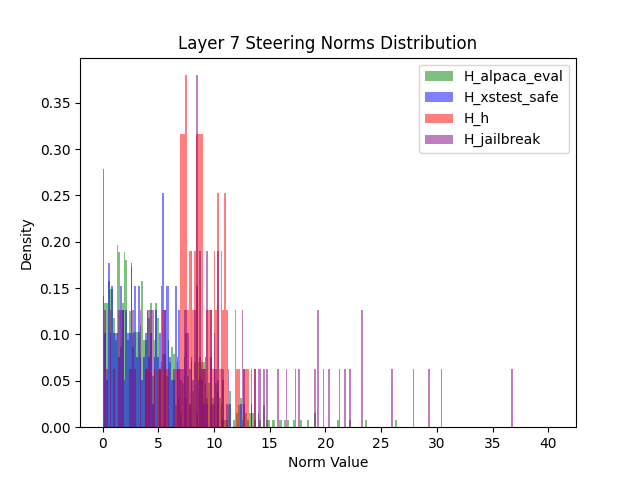 Layer 7 Steering Norms Distribution
H_alpaca_eval
H_xstest_safe
H_h
H_jailbreak
Density
0.35
0.30
0.25
0.20
0.15
0.10
0.05
0.00
0 5 10 15 20 25 30 35 40
Norm Value